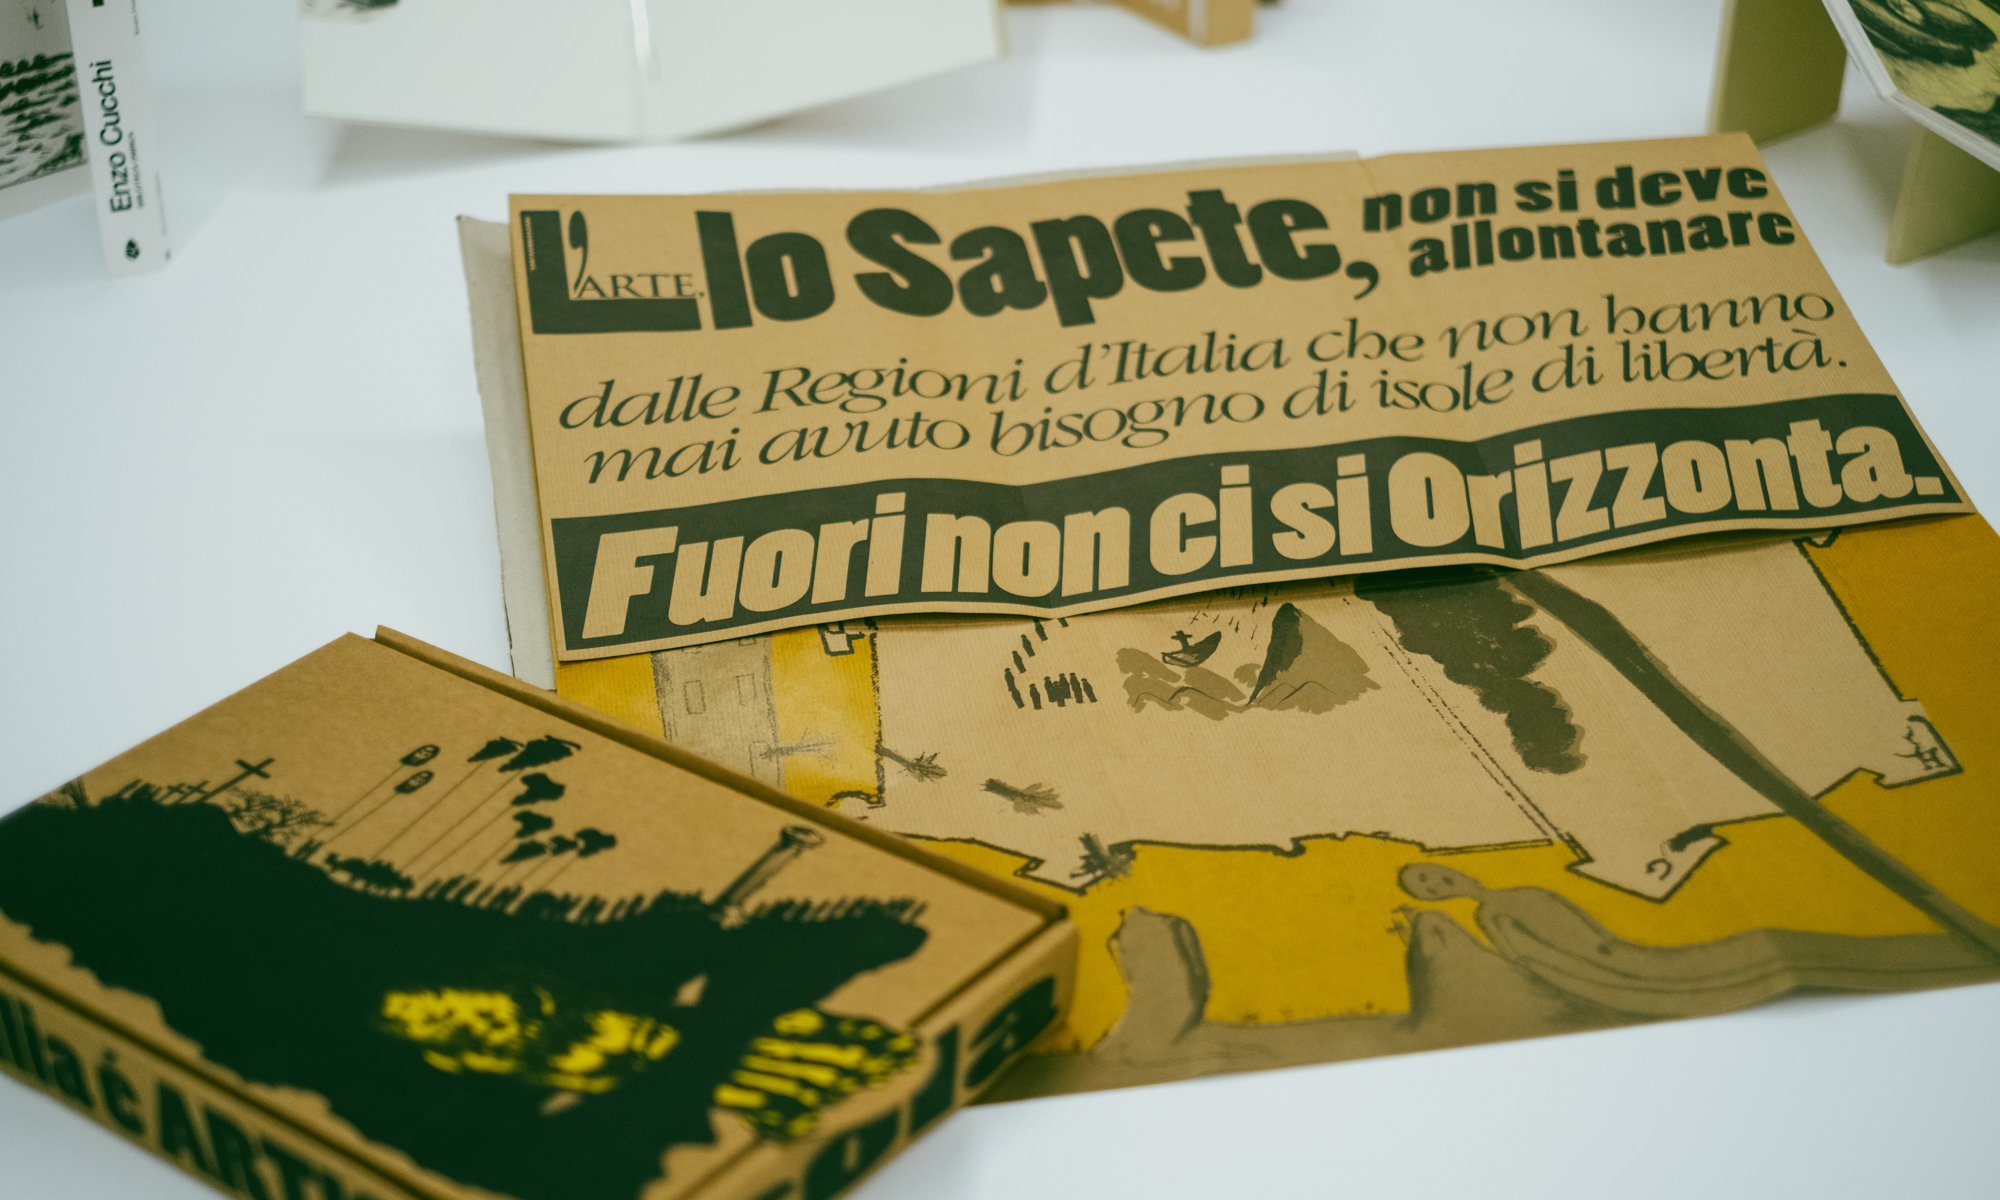 Enzo Cucchi
L'ARTE, lo Sapete, non si deve
allontanare
dalle Regioni d'Italia che non hanno
mai avuto bisogno di isole di libertà.
Fuori non ci si Orizzonta.